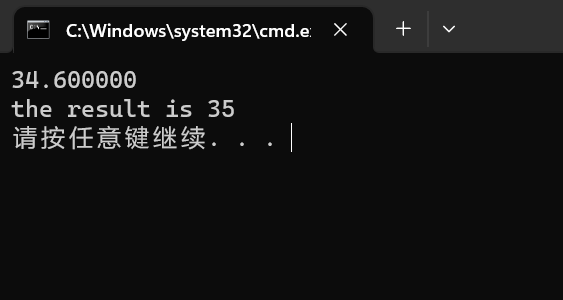 C:\Windows\system32\cmd.e
34.600000
the result is 35
请按任意键继续. . .